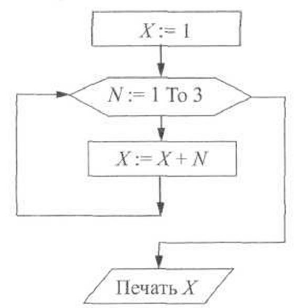 X := 1
N := 1 To 3
X := X + N
Печать X